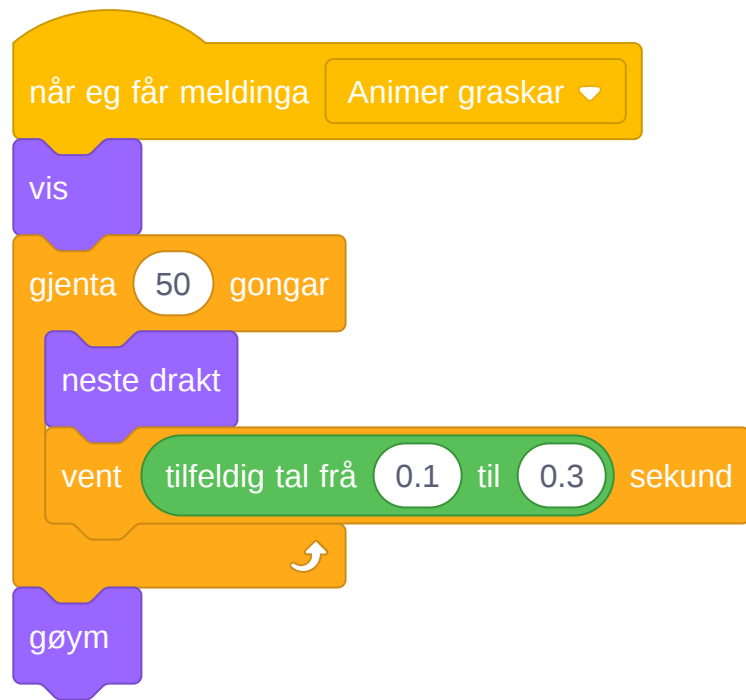 når eg får meldinga Animer graskar
vis
gjenta 50 gongar
neste drakt
vent tilfeldig tal frå 0.1 til 0.3 sekund
gøym